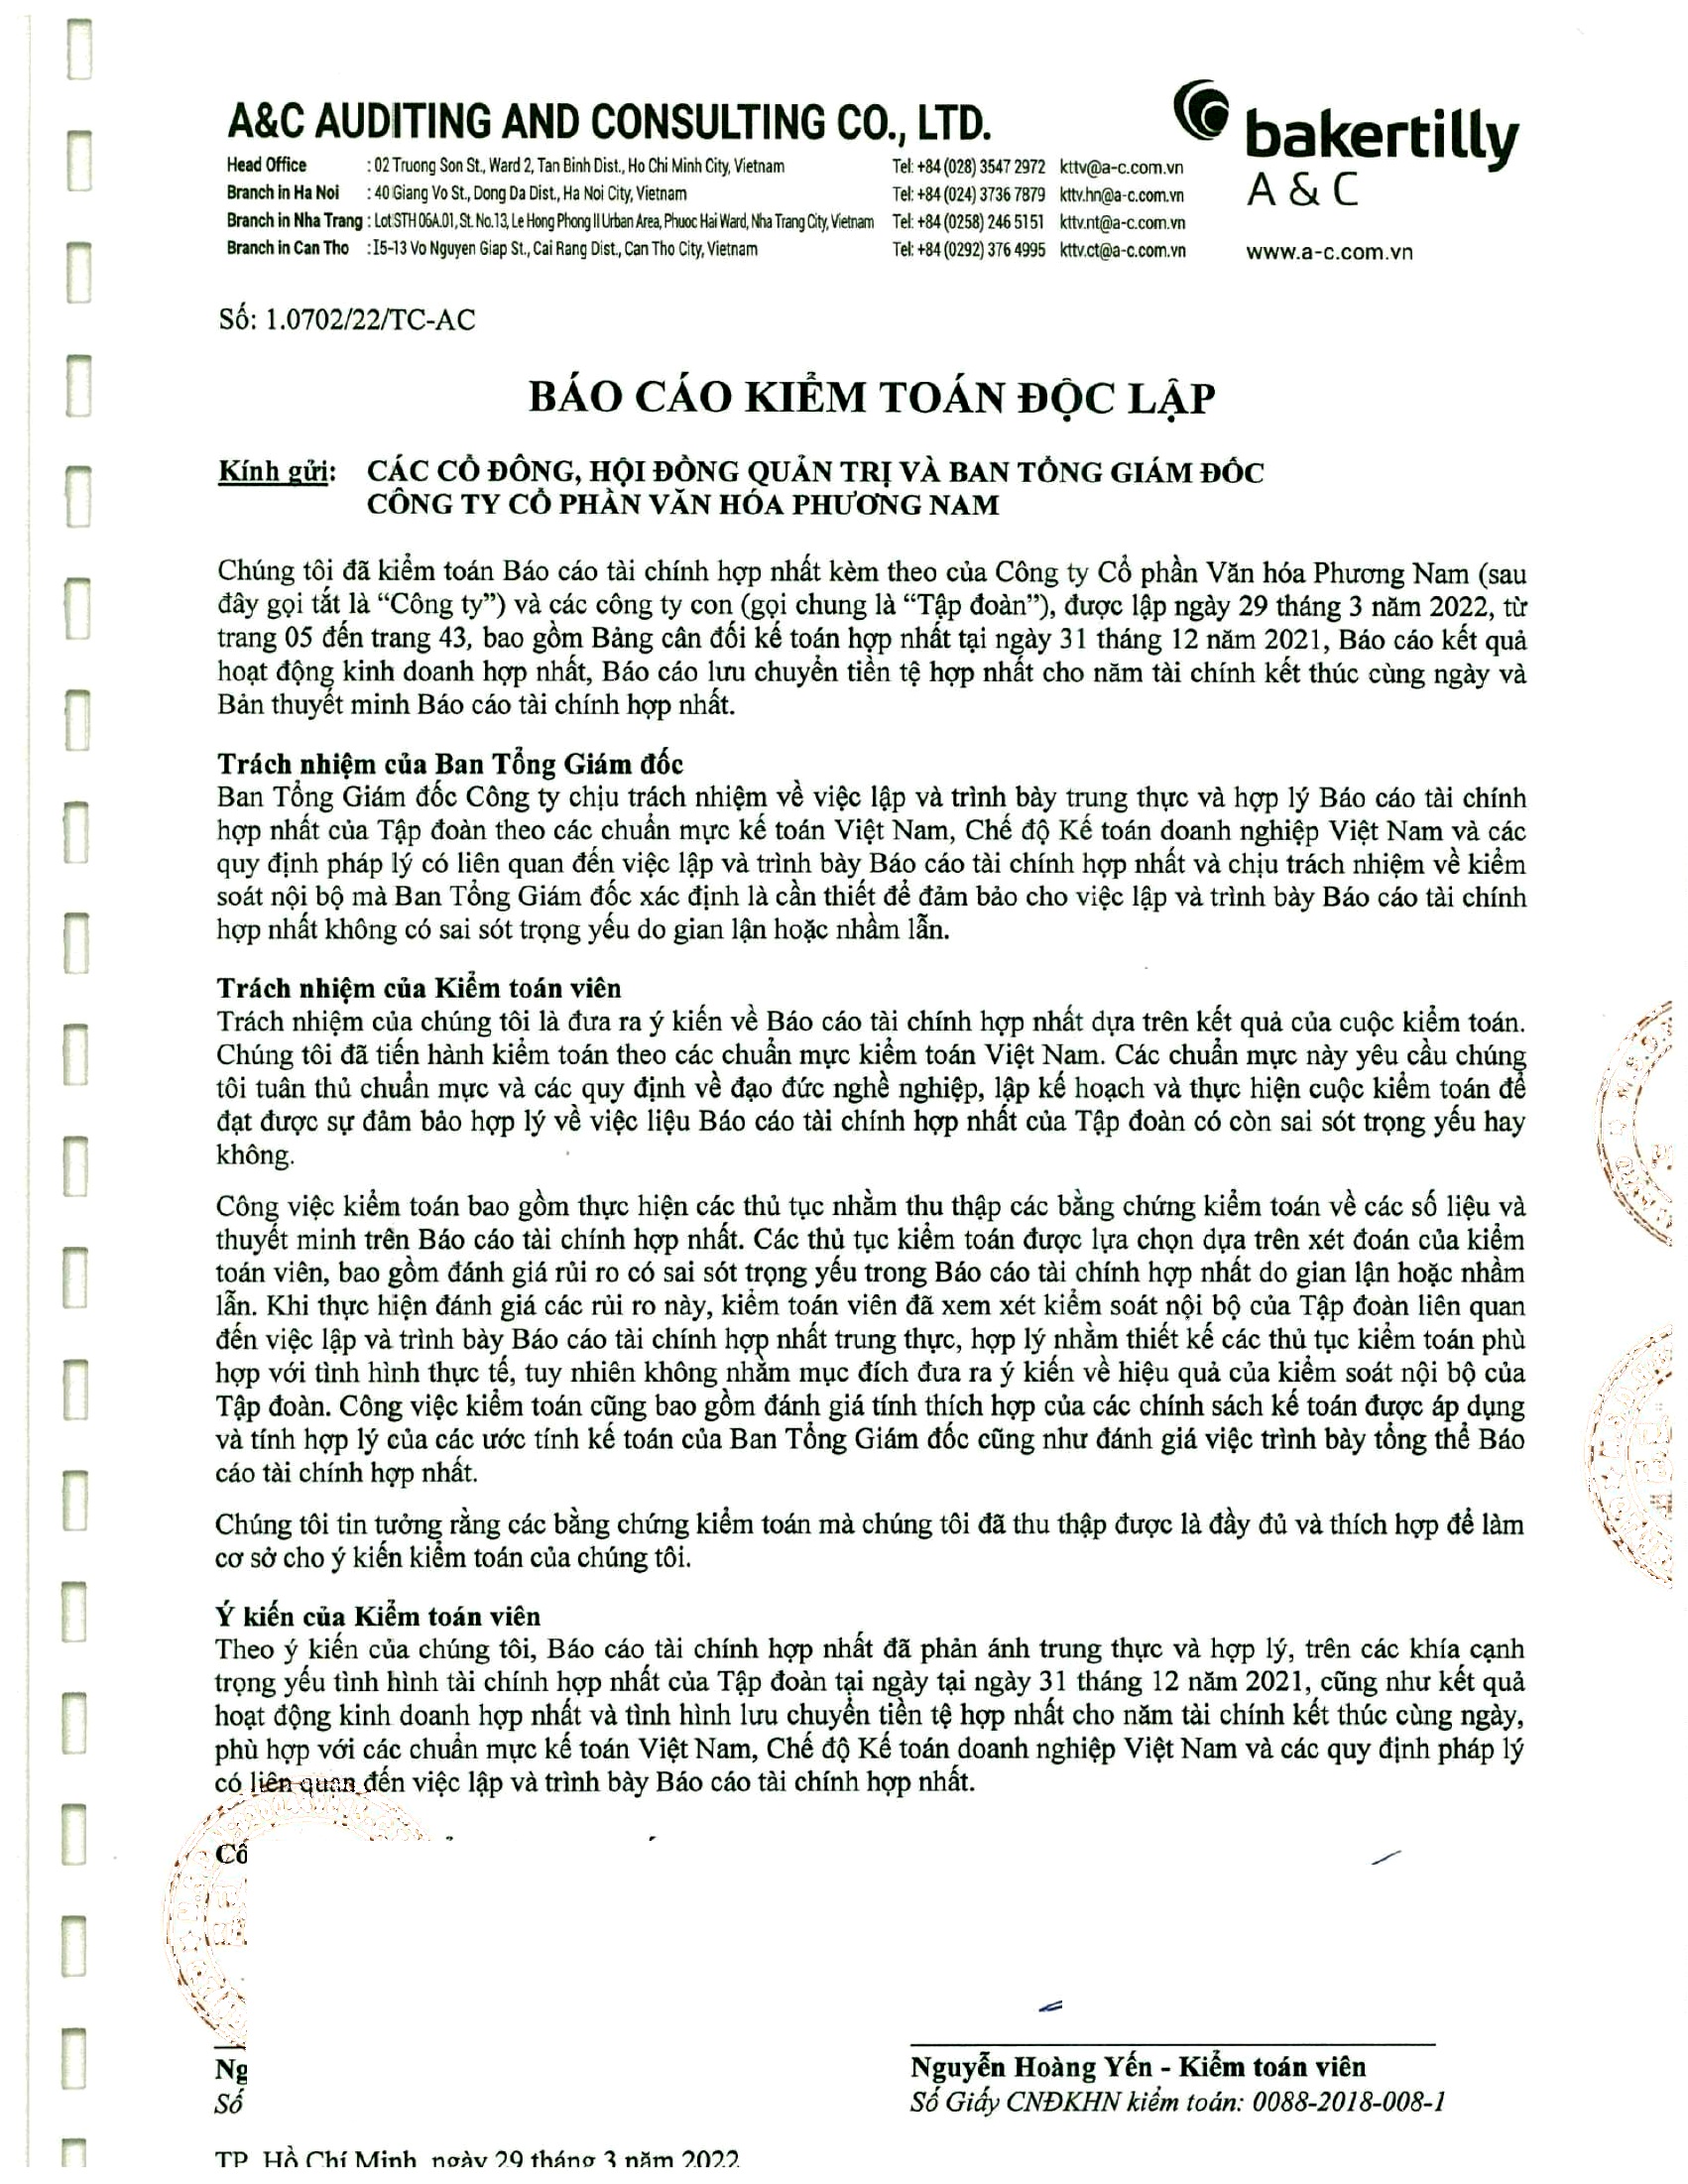 A&C AUDITING AND CONSULTING CO., LTD.
bakertilly
A & C
www.a-c.com.vn
Head Office : 02 Truong Son St., Ward 2, Tan Binh Dist., Ho Chi Minh City, Vietnam Tel: +84 (028) 3547 2972 kttv@a-c.com.vn
Branch in Ha Noi : 40 Giang Vo St., Dong Da Dist., Ha Noi City, Vietnam Tel: +84 (024) 3736 7879 kttv.hn@a-c.com.vn
Branch in Nha Trang : Lot STH 06A.01, St. No.13, Le Hong Phong II Urban Area, Phuoc Hai Ward, Nha Trang City, Vietnam Tel: +84 (0258) 246 5151 kttv.nt@a-c.com.vn
Branch in Can Tho : I5-13 Vo Nguyen Giap St., Cai Rang Dist., Can Tho City, Vietnam Tel: +84 (0292) 376 4995 kttv.ct@a-c.com.vn
Số: 1.0702/22/TC-AC
BÁO CÁO KIỂM TOÁN ĐỘC LẬP
Kính gửi: CÁC CỔ ĐÔNG, HỘI ĐỒNG QUẢN TRỊ VÀ BAN TỔNG GIÁM ĐỐC
CÔNG TY CỔ PHẦN VĂN HÓA PHƯƠNG NAM
Chúng tôi đã kiểm toán Báo cáo tài chính hợp nhất kèm theo của Công ty Cổ phần Văn hóa Phương Nam (sau
đây gọi tắt là “Công ty”) và các công ty con (gọi chung là “Tập đoàn”), được lập ngày 29 tháng 3 năm 2022, từ
trang 05 đến trang 43, bao gồm Bảng cân đối kế toán hợp nhất tại ngày 31 tháng 12 năm 2021, Báo cáo kết quả
hoạt động kinh doanh hợp nhất, Báo cáo lưu chuyển tiền tệ hợp nhất cho năm tài chính kết thúc cùng ngày và
Bản thuyết minh Báo cáo tài chính hợp nhất.
Trách nhiệm của Ban Tổng Giám đốc
Ban Tổng Giám đốc Công ty chịu trách nhiệm về việc lập và trình bày trung thực và hợp lý Báo cáo tài chính
hợp nhất của Tập đoàn theo các chuẩn mực kế toán Việt Nam, Chế độ Kế toán doanh nghiệp Việt Nam và các
quy định pháp lý có liên quan đến việc lập và trình bày Báo cáo tài chính hợp nhất và chịu trách nhiệm về kiểm
soát nội bộ mà Ban Tổng Giám đốc xác định là cần thiết để đảm bảo cho việc lập và trình bày Báo cáo tài chính
hợp nhất không có sai sót trọng yếu do gian lận hoặc nhầm lẫn.
Trách nhiệm của Kiểm toán viên
Trách nhiệm của chúng tôi là đưa ra ý kiến về Báo cáo tài chính hợp nhất dựa trên kết quả của cuộc kiểm toán.
Chúng tôi đã tiến hành kiểm toán theo các chuẩn mực kiểm toán Việt Nam. Các chuẩn mực này yêu cầu chúng
tôi tuân thủ chuẩn mực và các quy định về đạo đức nghề nghiệp, lập kế hoạch và thực hiện cuộc kiểm toán để
đạt được sự đảm bảo hợp lý về việc liệu Báo cáo tài chính hợp nhất của Tập đoàn có còn sai sót trọng yếu hay
không.
Công việc kiểm toán bao gồm thực hiện các thủ tục nhằm thu thập các bằng chứng kiểm toán về các số liệu và
thuyết minh trên Báo cáo tài chính hợp nhất. Các thủ tục kiểm toán được lựa chọn dựa trên xét đoán của kiểm
toán viên, bao gồm đánh giá rủi ro có sai sót trọng yếu trong Báo cáo tài chính hợp nhất do gian lận hoặc nhầm
lẫn. Khi thực hiện đánh giá các rủi ro này, kiểm toán viên đã xem xét kiểm soát nội bộ của Tập đoàn liên quan
đến việc lập và trình bày Báo cáo tài chính hợp nhất trung thực, hợp lý nhằm thiết kế các thủ tục kiểm toán phù
hợp với tình hình thực tế, tuy nhiên không nhằm mục đích đưa ra ý kiến về hiệu quả của kiểm soát nội bộ của
Tập đoàn. Công việc kiểm toán cũng bao gồm đánh giá tính thích hợp của các chính sách kế toán được áp dụng
và tính hợp lý của các ước tính kế toán của Ban Tổng Giám đốc cũng như đánh giá việc trình bày tổng thể Báo
cáo tài chính hợp nhất.
Chúng tôi tin tưởng rằng các bằng chứng kiểm toán mà chúng tôi đã thu thập được là đầy đủ và thích hợp để làm
cơ sở cho ý kiến kiểm toán của chúng tôi.
Ý kiến của Kiểm toán viên
Theo ý kiến của chúng tôi, Báo cáo tài chính hợp nhất đã phản ánh trung thực và hợp lý, trên các khía cạnh
trọng yếu tình hình tài chính hợp nhất của Tập đoàn tại ngày tại ngày 31 tháng 12 năm 2021, cũng như kết quả
hoạt động kinh doanh hợp nhất và tình hình lưu chuyển tiền tệ hợp nhất cho năm tài chính kết thúc cùng ngày,
phù hợp với các chuẩn mực kế toán Việt Nam, Chế độ Kế toán doanh nghiệp Việt Nam và các quy định pháp lý
có liên quan đến việc lập và trình bày Báo cáo tài chính hợp nhất.
Nguyễn Hoàng Yến - Kiểm toán viên
Số
Số Giấy CNĐKHN kiểm toán: 0088-2018-008-1
TP. Hồ Chí Minh, ngày 29 tháng 3 năm 2022